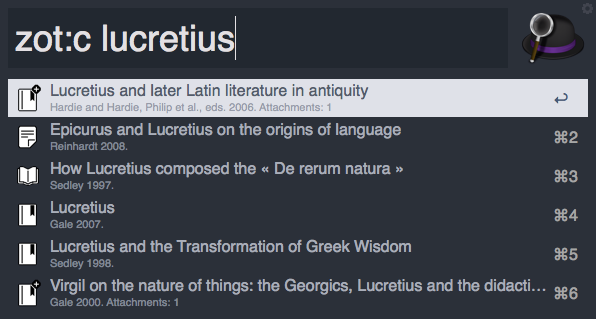 zot:c lucretius
Lucretius and later Latin literature in antiquity
Hardie and Hardie, Philip et al., eds. 2006. Attachments: 1
Epicurus and Lucretius on the origins of language
Reinhardt 2008.
⌘2
How Lucretius composed the « De rerum natura »
Sedley 1997.
⌘3
Lucretius
Gale 2007.
⌘4
Lucretius and the Transformation of Greek Wisdom
Sedley 1998.
⌘5
Virgil on the nature of things: the Georgics, Lucretius and the didacti…
Gale 2000. Attachments: 1
⌘6